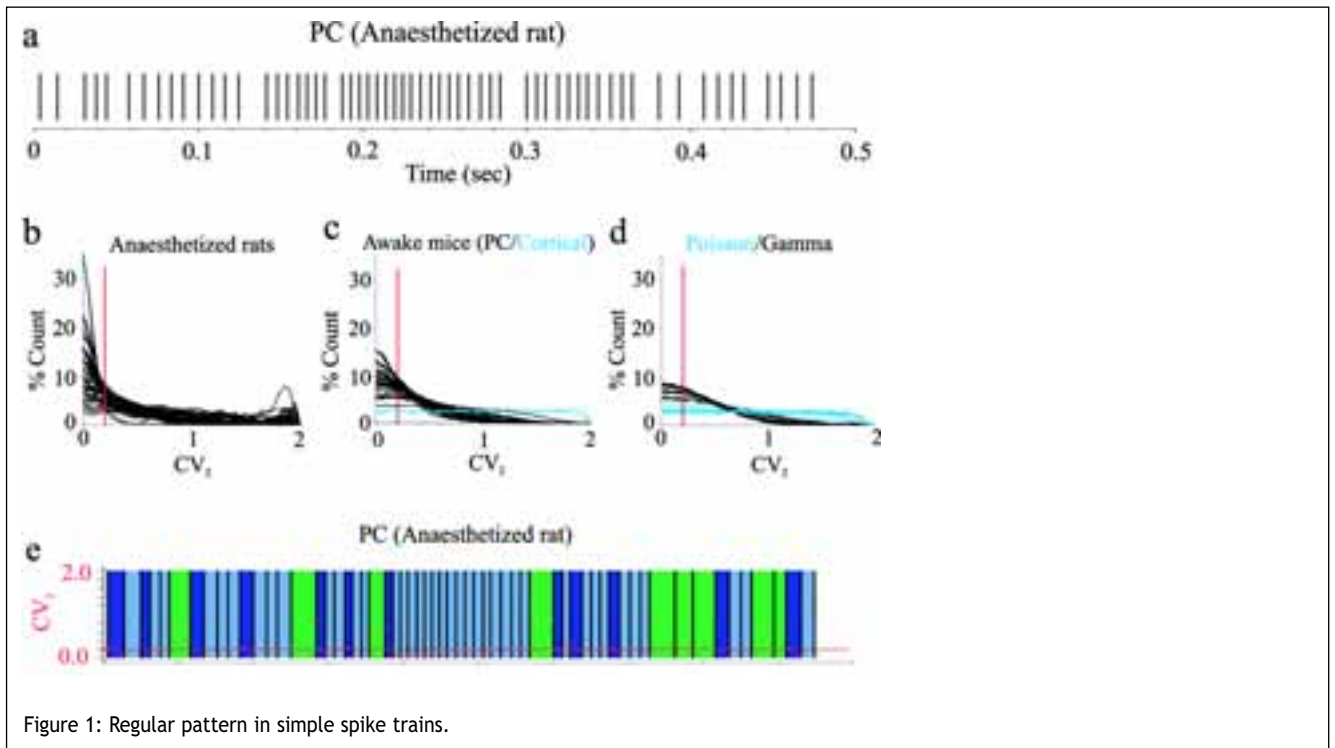 a
PC (Anaesthetized rat)
0 0.1 0.2 0.3 0.4 0.5
Time (sec)
b
Anaesthetized rats
30
20
10
0
% Count
0 1 2
CV₂
c
Awake mice (PC/Cortical)
30
20
10
0
% Count
0 1 2
CV₂
d
Poisson/Gamma
30
20
10
0
% Count
0 1 2
CV₂
e
PC (Anaesthetized rat)
2.0
CV₂
0.0
Figure 1: Regular pattern in simple spike trains.